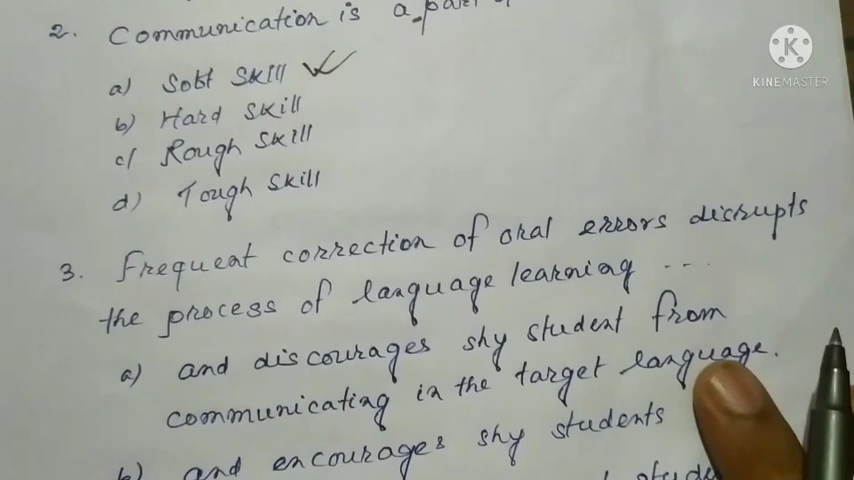 2. Communication is a part
a) Soft Skill
b) Hard Skill
c) Rough Skill
d) Tough Skill
3. Frequent correction of oral errors disrupts
the process of language learning ...
a) and discourages shy student from
communicating in the target language.
b) and encourages shy students
KINEMASTER